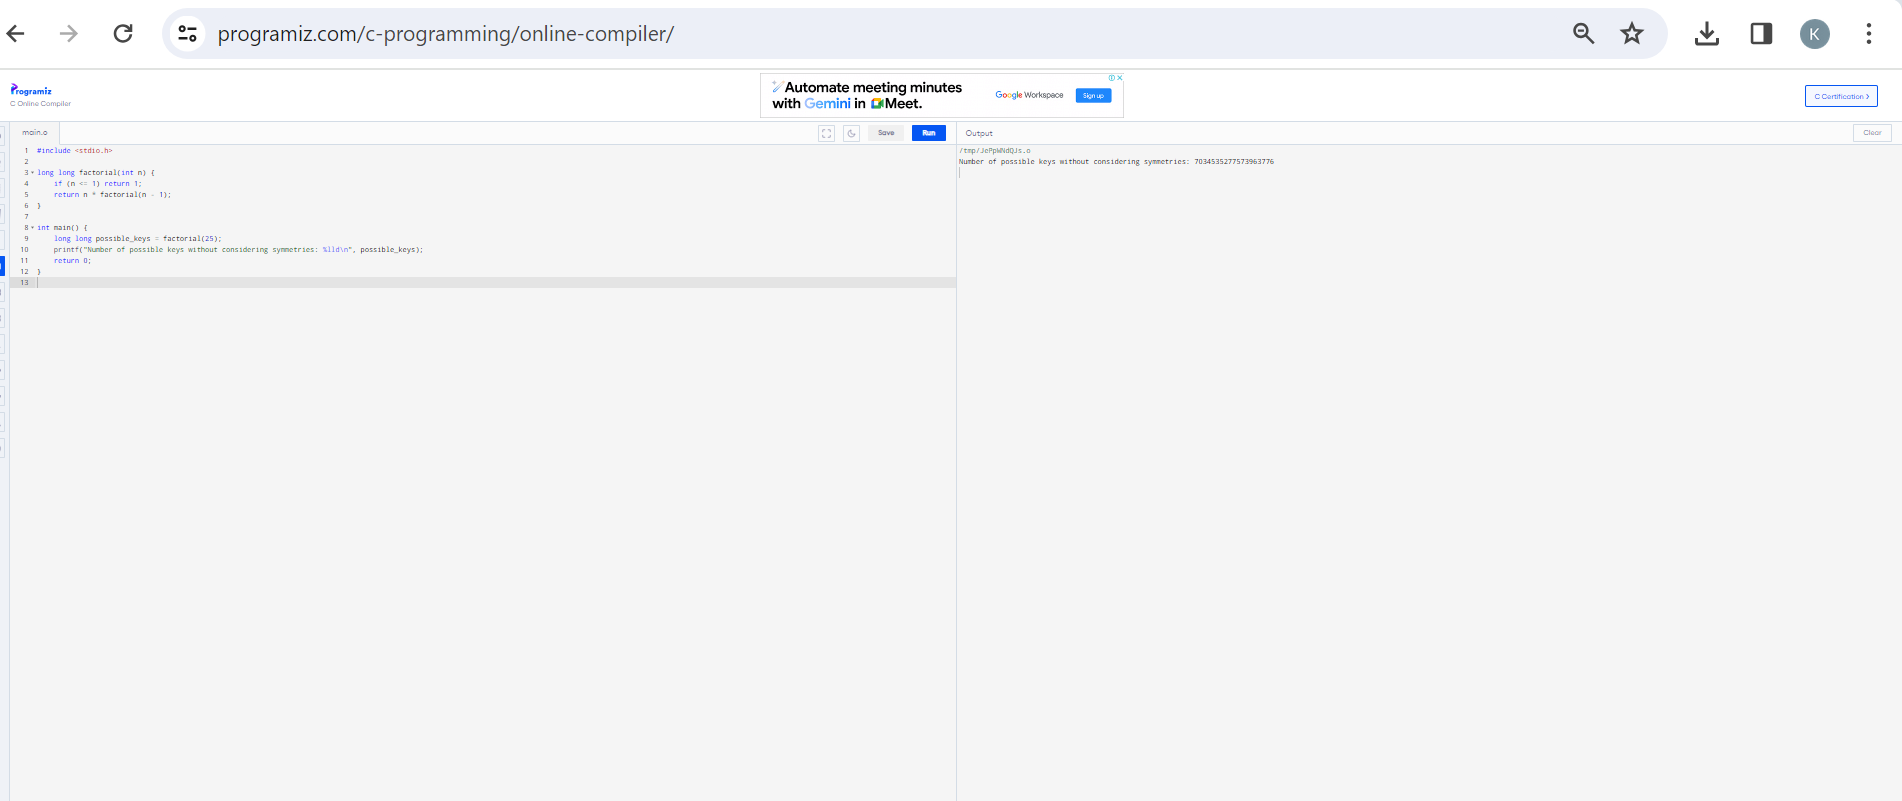 programiz.com/c-programming/online-compiler/
K
Programiz
C Online Compiler
Automate meeting minutes
with Gemini in Meet.
Google Workspace
Sign up
C Certification >
main.c
Save
Run
Output
Clear
1 #include <stdio.h>
2
3 long long factorial(int n) {
4 if (n <= 1) return 1;
5 return n * factorial(n - 1);
6 }
7
8 int main() {
9 long long possible_keys = factorial(25);
10 printf("Number of possible keys without considering symmetries: %lld\n", possible_keys);
11 return 0;
12 }
13
/tmp/JePpWNdQJs.o
Number of possible keys without considering symmetries: 7034535277573963776